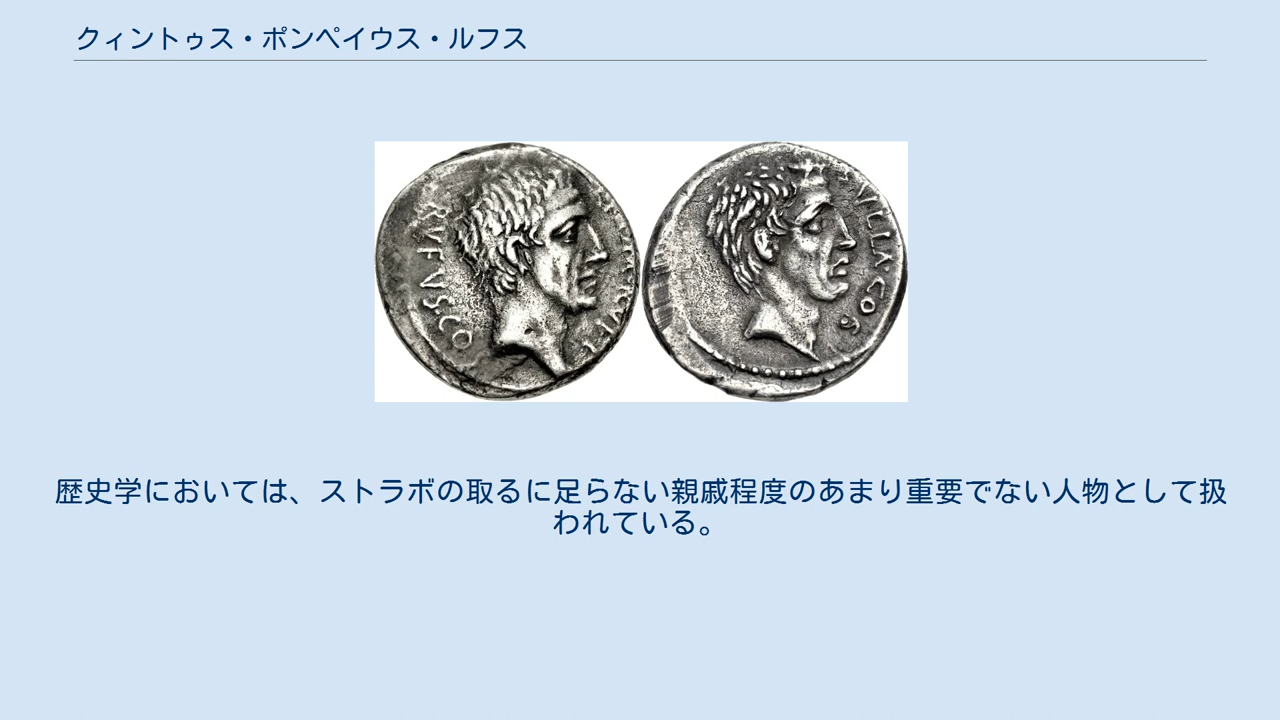 クィントゥス・ポンペイウス・ルフス
RVFVS·CO
VLLA·COS
歴史学においては、ストラボの取るに足らない親戚程度のあまり重要でない人物として扱
われている。